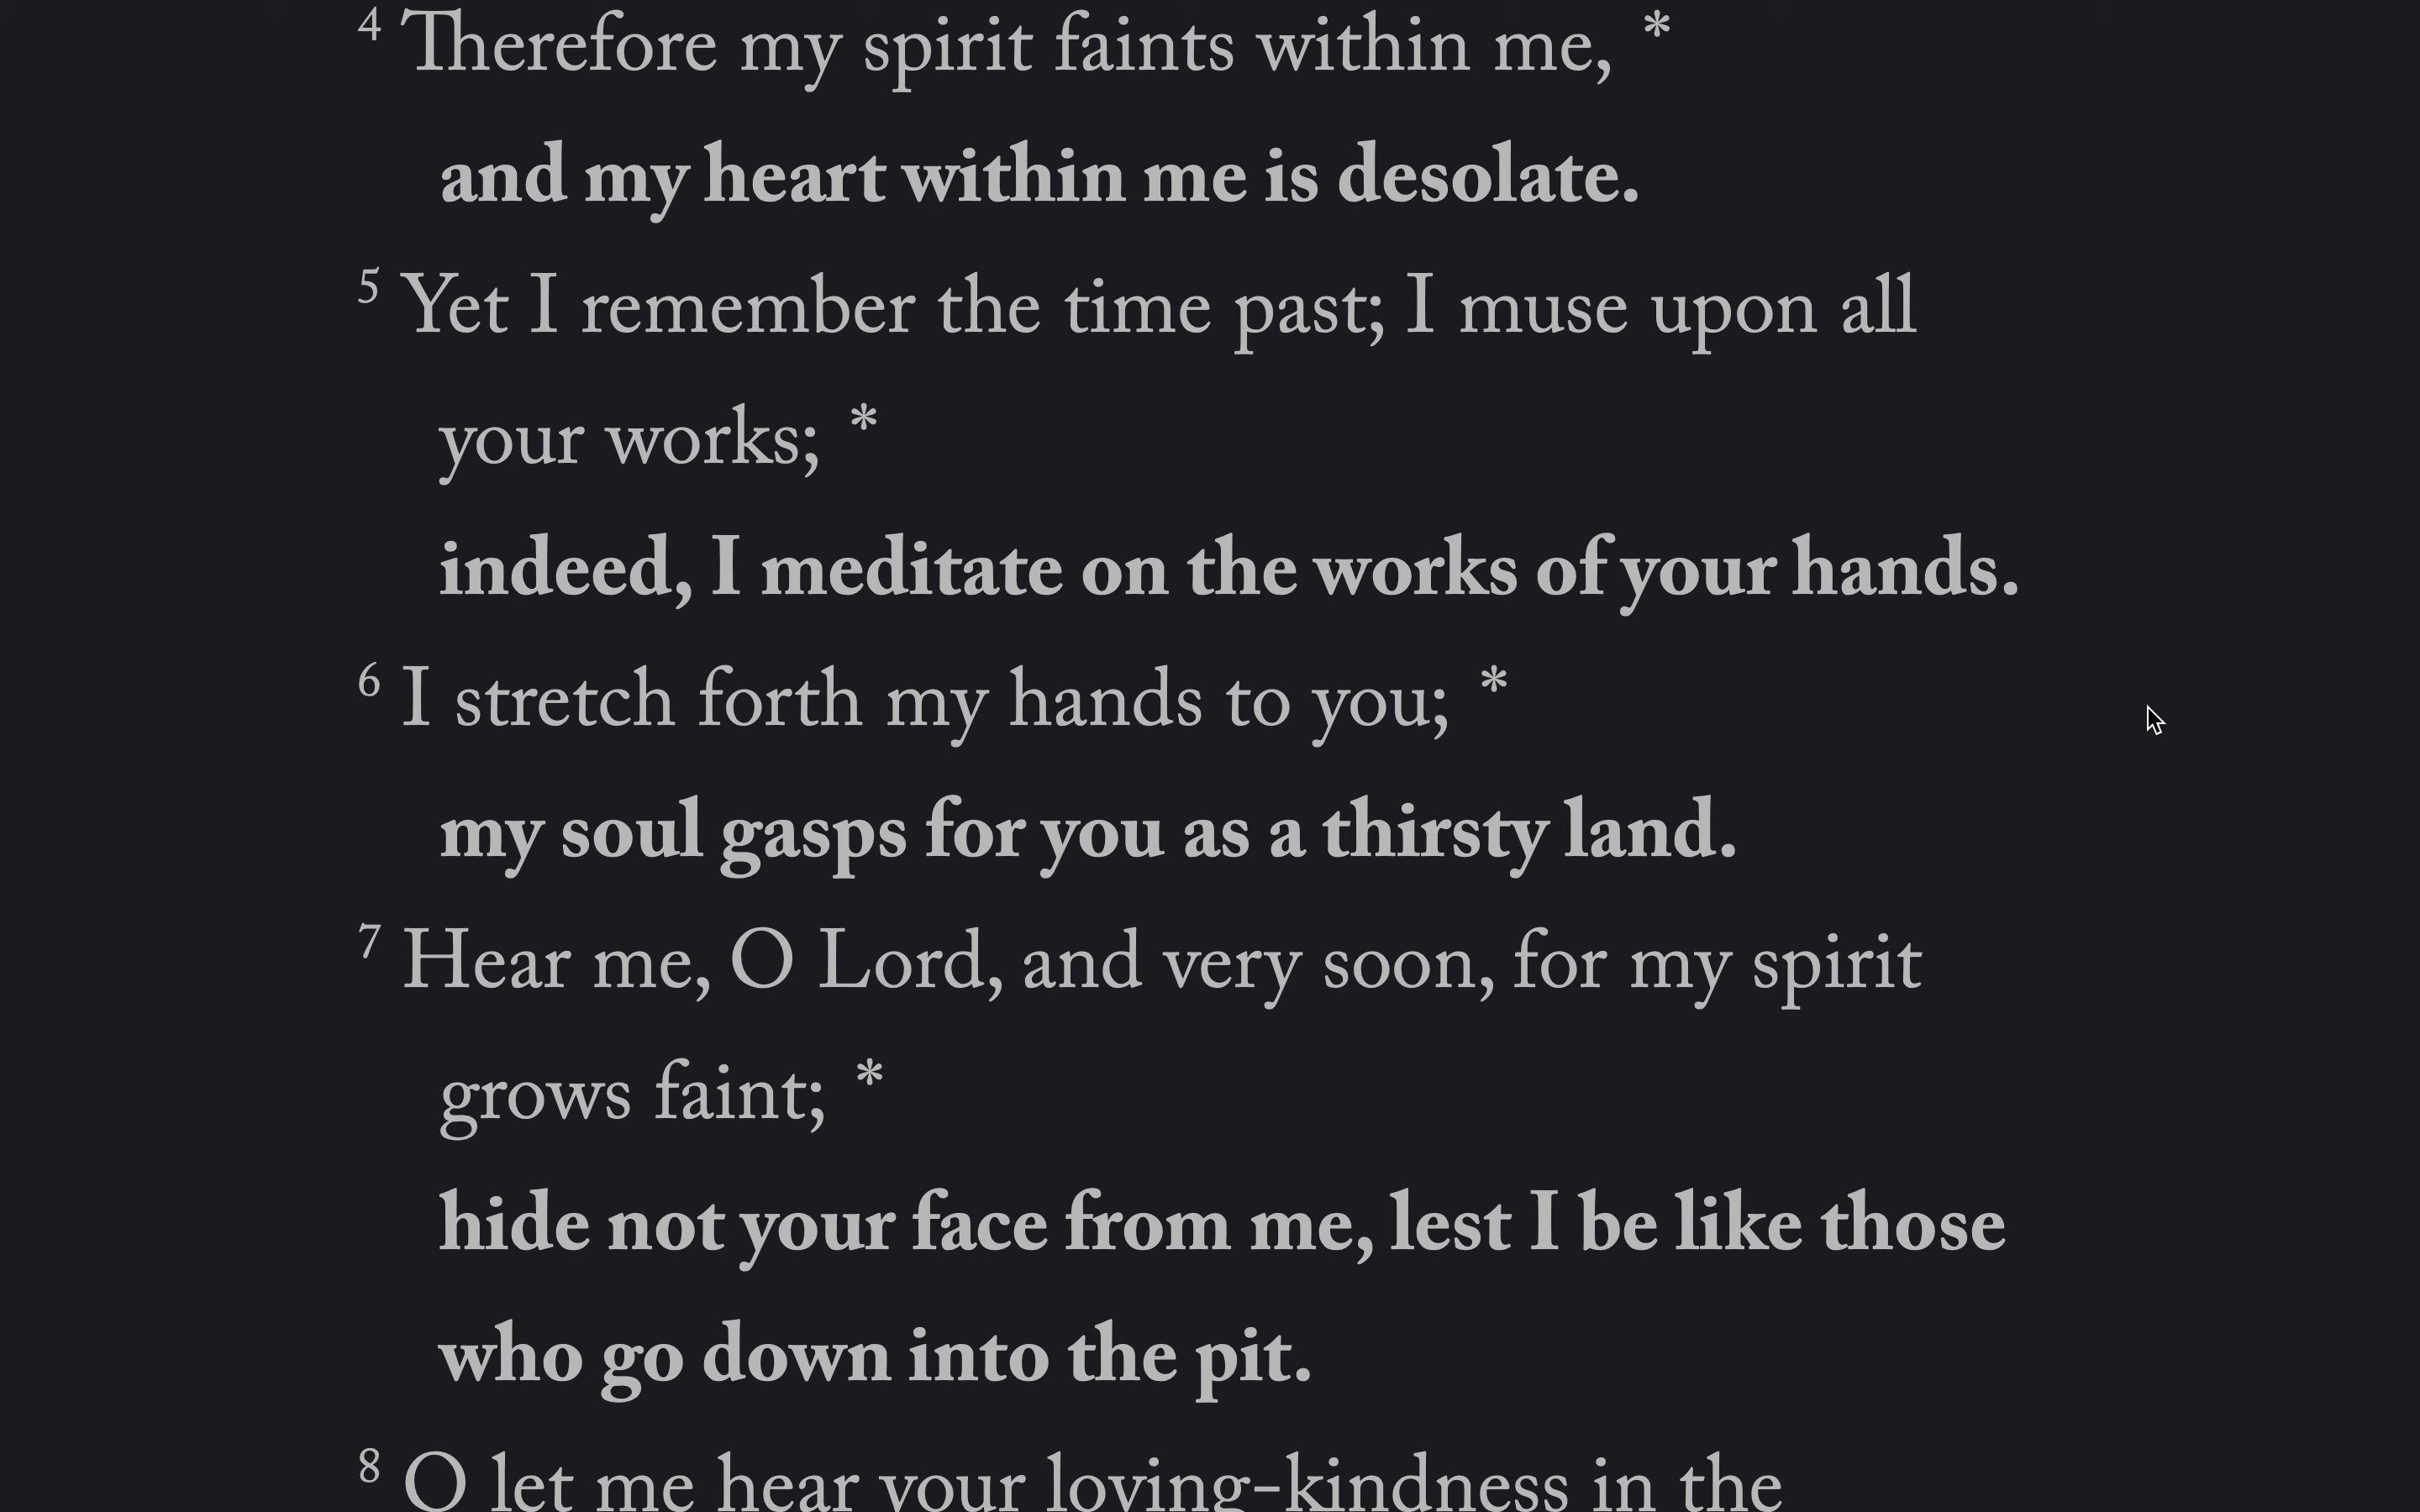 4 Therefore my spirit faints within me, *
and my heart within me is desolate.
5 Yet I remember the time past; I muse upon all
your works; *
indeed, I meditate on the works of your hands.
6 I stretch forth my hands to you; *
my soul gasps for you as a thirsty land.
7 Hear me, O Lord, and very soon, for my spirit
grows faint; *
hide not your face from me, lest I be like those
who go down into the pit.
8 O let me hear your loving-kindness in the